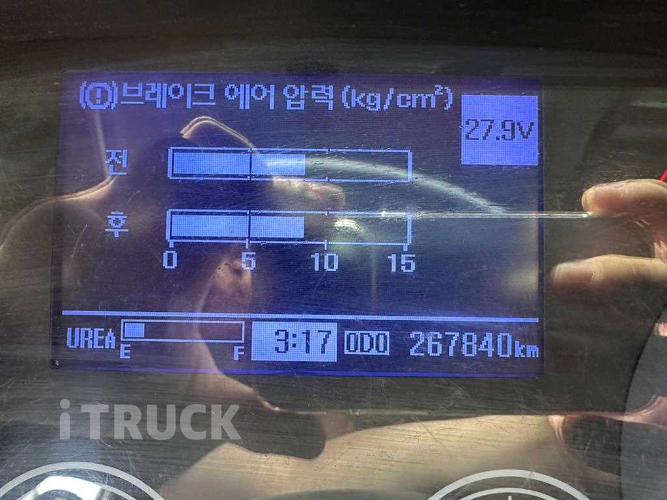 (!)브레이크 에어 압력 (kg/cm²)
27.9V
전
후
0 5 10 15
UREA E F 3:17 ODO 267840km
iTRUCK